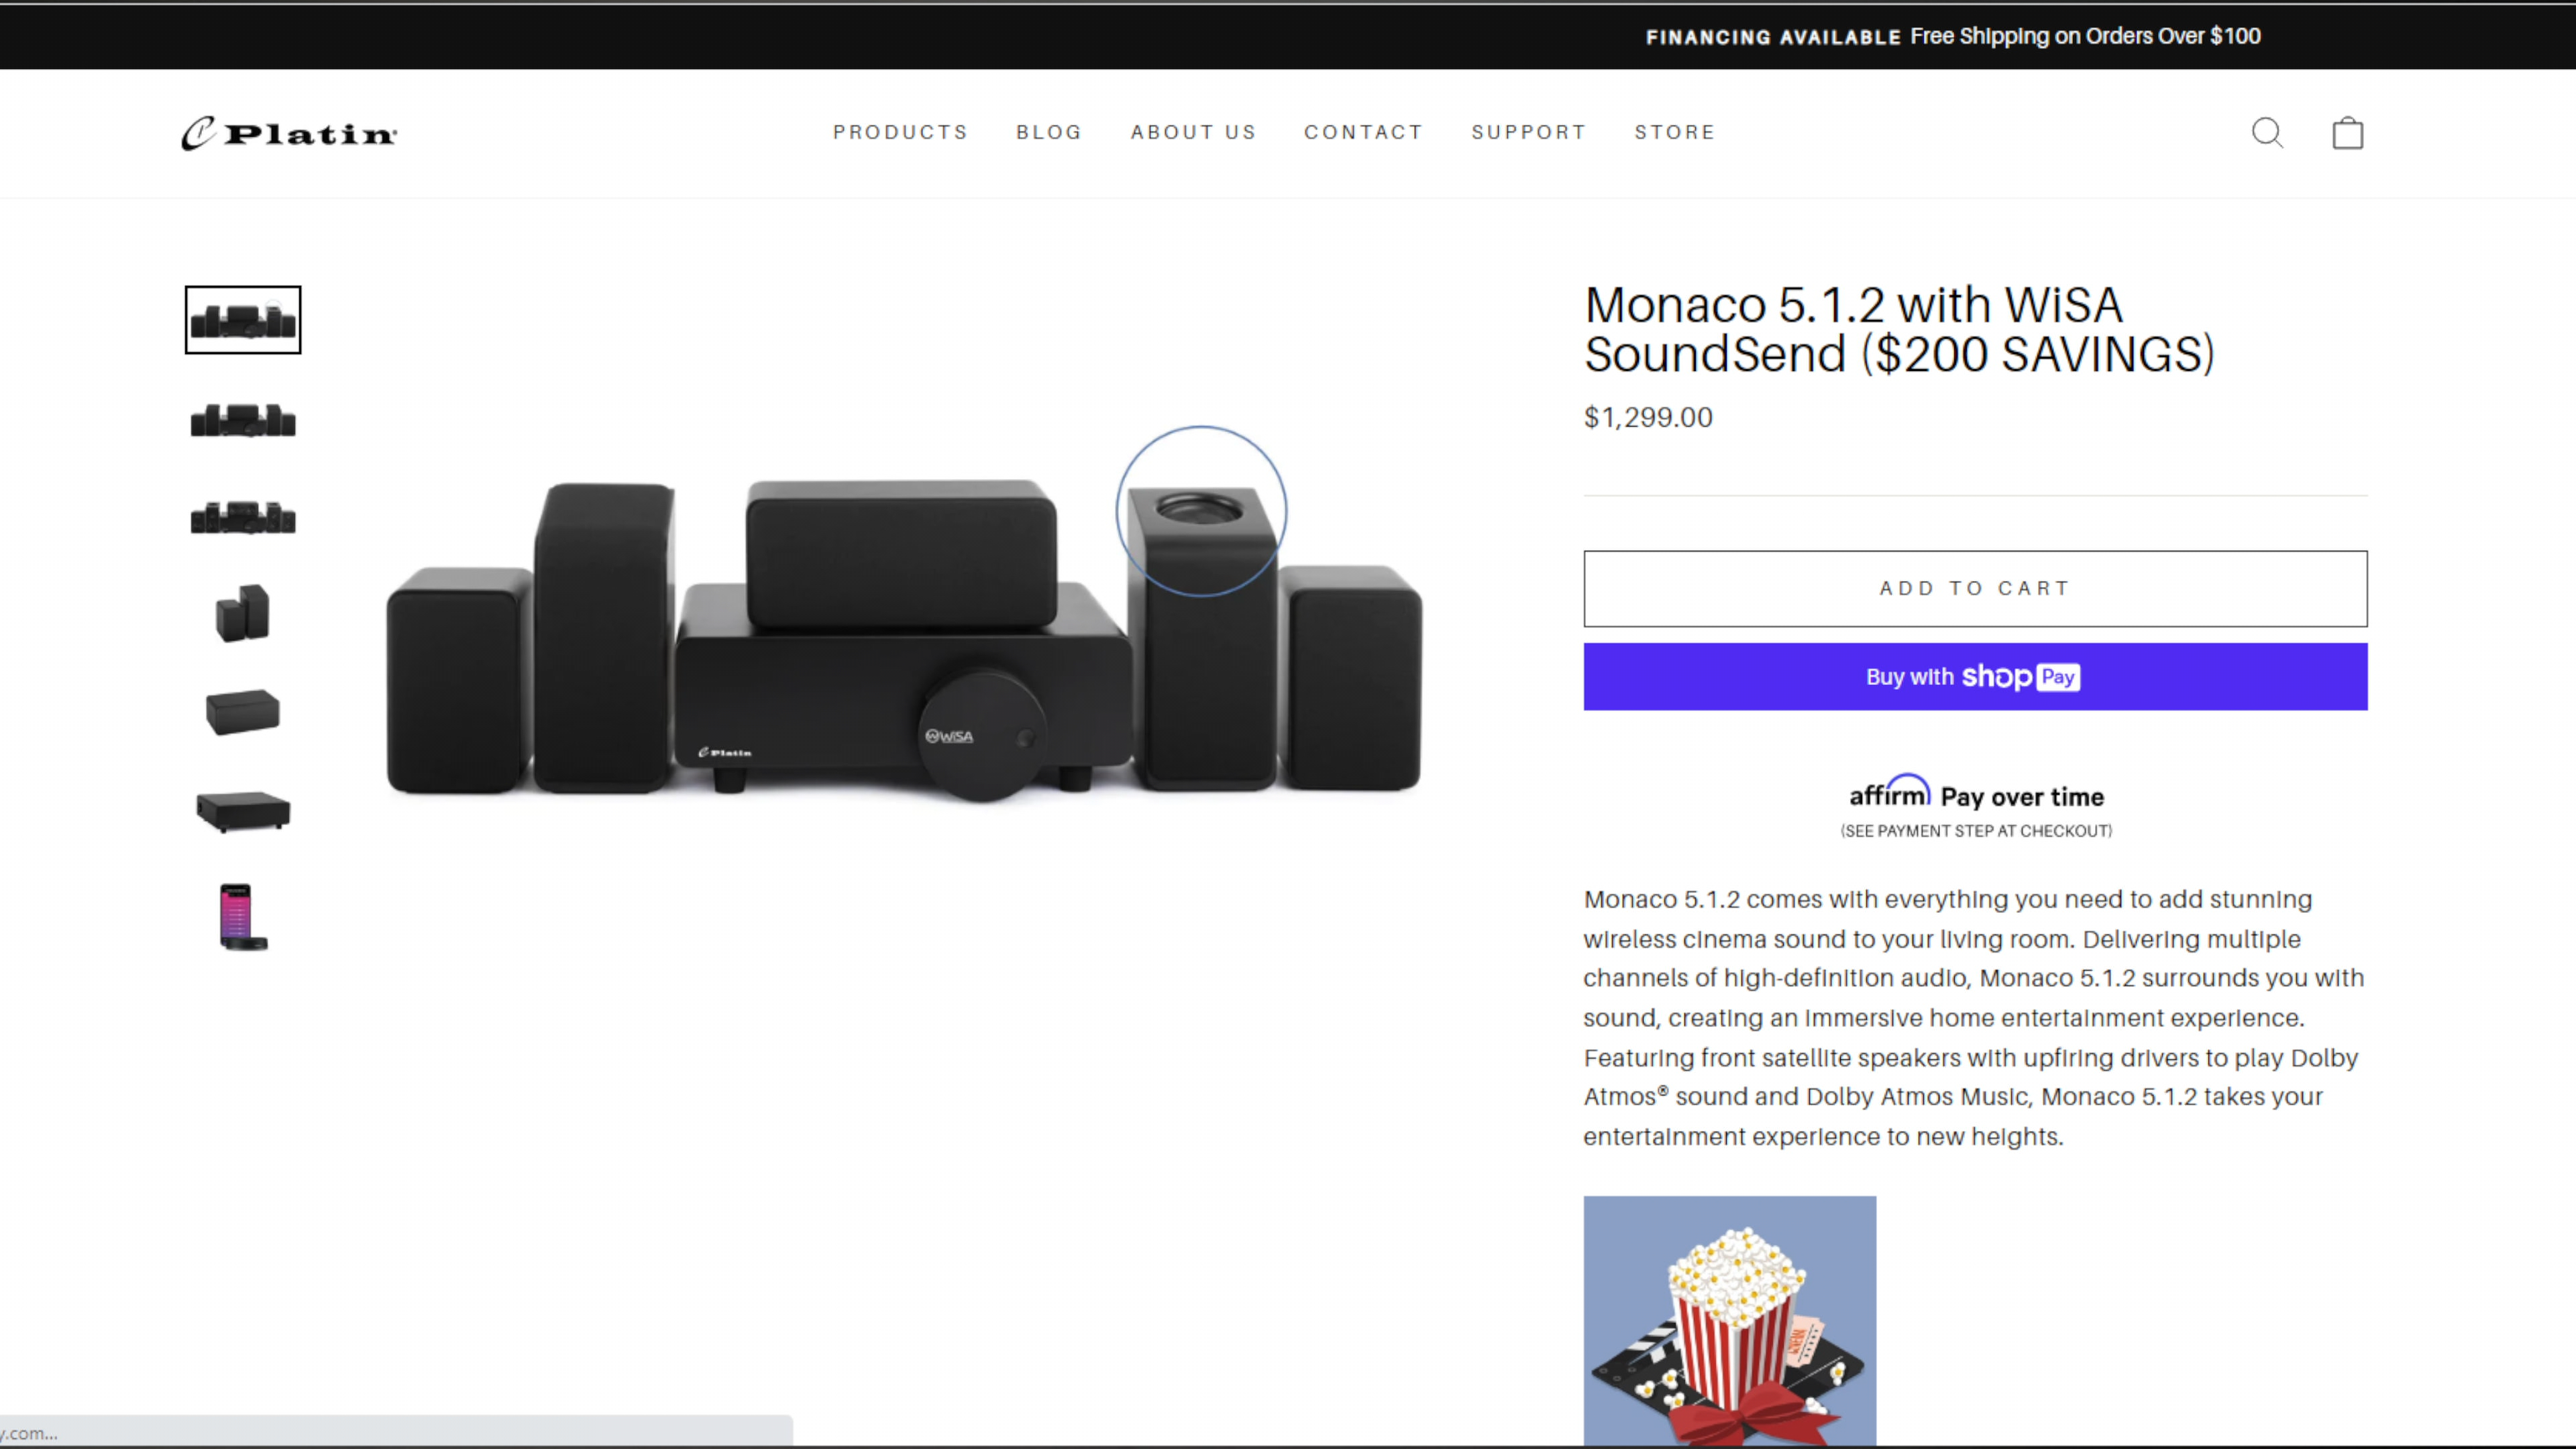 FINANCING AVAILABLE Free Shipping on Orders Over $100
Platin
PRODUCTS BLOG ABOUT US CONTACT SUPPORT STORE
Monaco 5.1.2 with WiSA
SoundSend ($200 SAVINGS)
$1,299.00
ADD TO CART
Buy with shop Pay
affirm Pay over time
(SEE PAYMENT STEP AT CHECKOUT)
Monaco 5.1.2 comes with everything you need to add stunning
wireless cinema sound to your living room. Delivering multiple
channels of high-definition audio, Monaco 5.1.2 surrounds you with
sound, creating an immersive home entertainment experience.
Featuring front satellite speakers with upfiring drivers to play Dolby
Atmos® sound and Dolby Atmos Music, Monaco 5.1.2 takes your
entertainment experience to new heights.
WiSA
Platin
y.com...